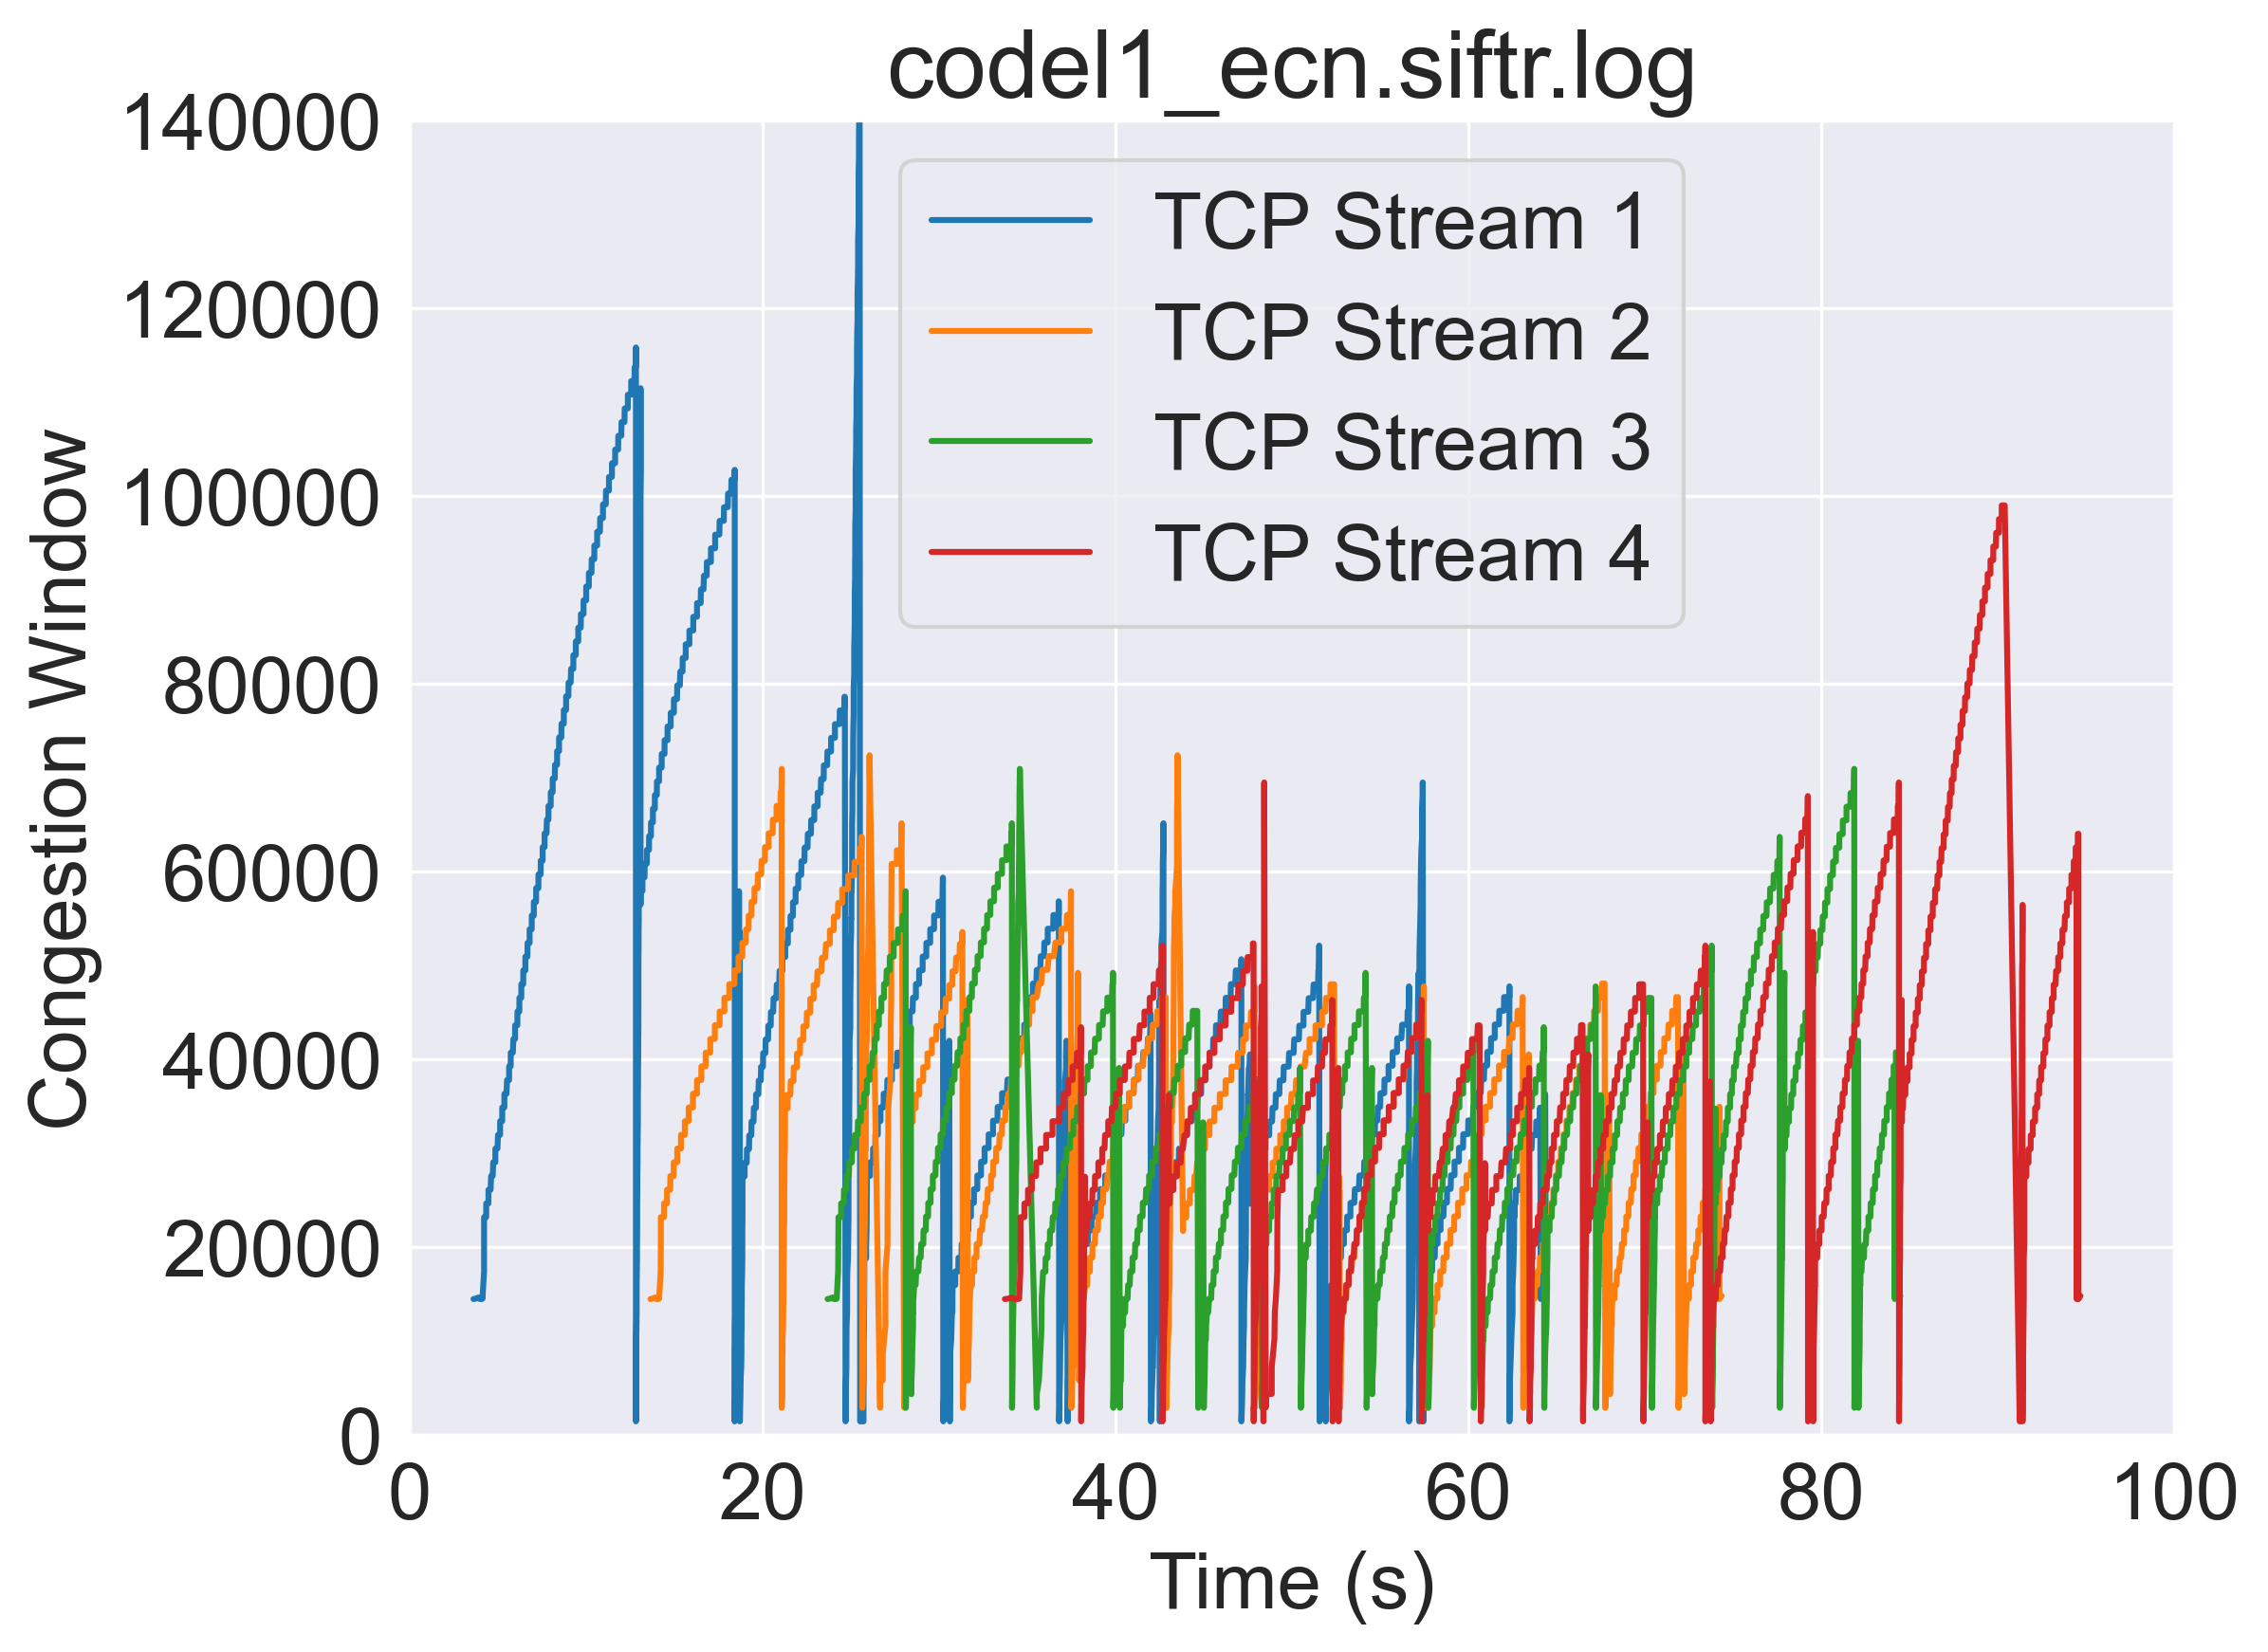 codel1_ecn.siftr.log
140000
120000
100000
80000
60000
40000
20000
0
Congestion Window
TCP Stream 1
TCP Stream 2
TCP Stream 3
TCP Stream 4
0 20 40 60 80 100
Time (s)